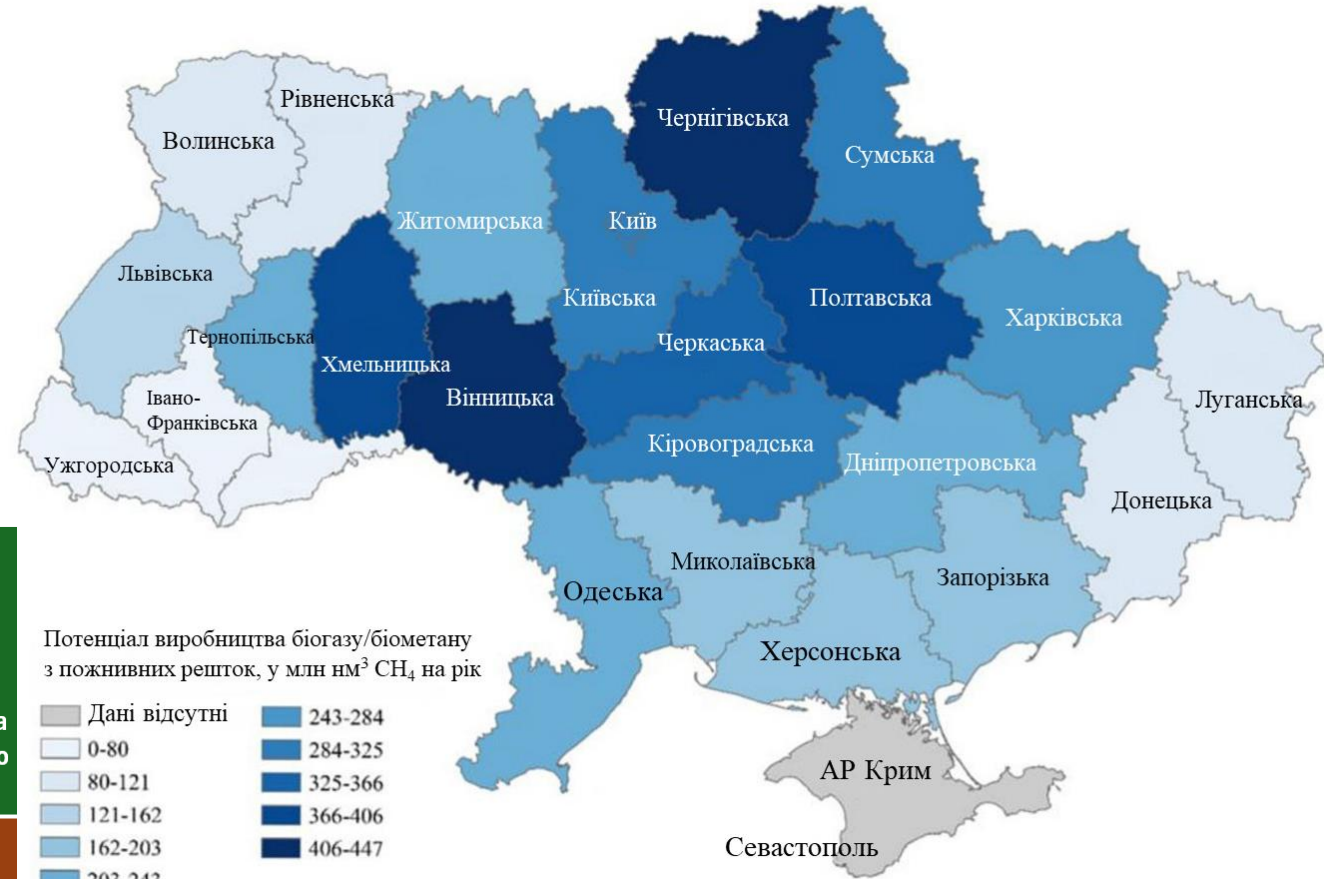 Чернігівська
Рівненська
Волинська
Сумська
Житомирська
Київ
Львівська
Київська
Полтавська
Харківська
Тернопільська
Черкаська
Хмельницька
Вінницька
Івано-
Франківська
Луганська
Кіровоградська
Ужгородська
Дніпропетровська
Донецька
Миколаївська
Запорізька
Одеська
Херсонська
АР Крим
Севастополь
Потенціал виробництва біогазу/біометану
з пожнивних решток, у млн нм³ CH₄ на рік
Дані відсутні
0-80
80-121
121-162
162-203
203-243
243-284
284-325
325-366
366-406
406-447